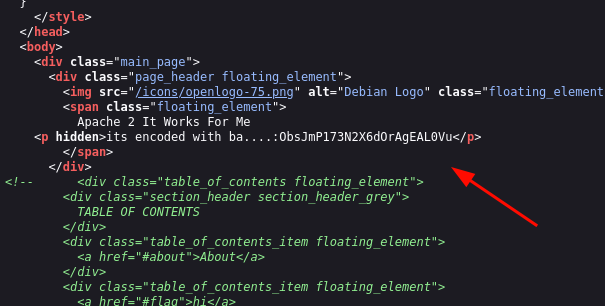 }
</style>
</head>
<body>
<div class="main_page">
<div class="page_header floating_element">
<img src="/icons/openlogo-75.png" alt="Debian Logo" class="floating_element
<span class="floating_element">
Apache 2 It Works For Me
<p hidden>its encoded with ba....:ObsJmP173N2X6dOrAgEAL0Vu</p>
</span>
</div>
<!--      <div class="table_of_contents floating_element">
<div class="section_header section_header_grey">
TABLE OF CONTENTS
</div>
<div class="table_of_contents_item floating_element">
<a href="#about">About</a>
</div>
<div class="table_of_contents_item floating_element">
<a href="#flag">hi</a>